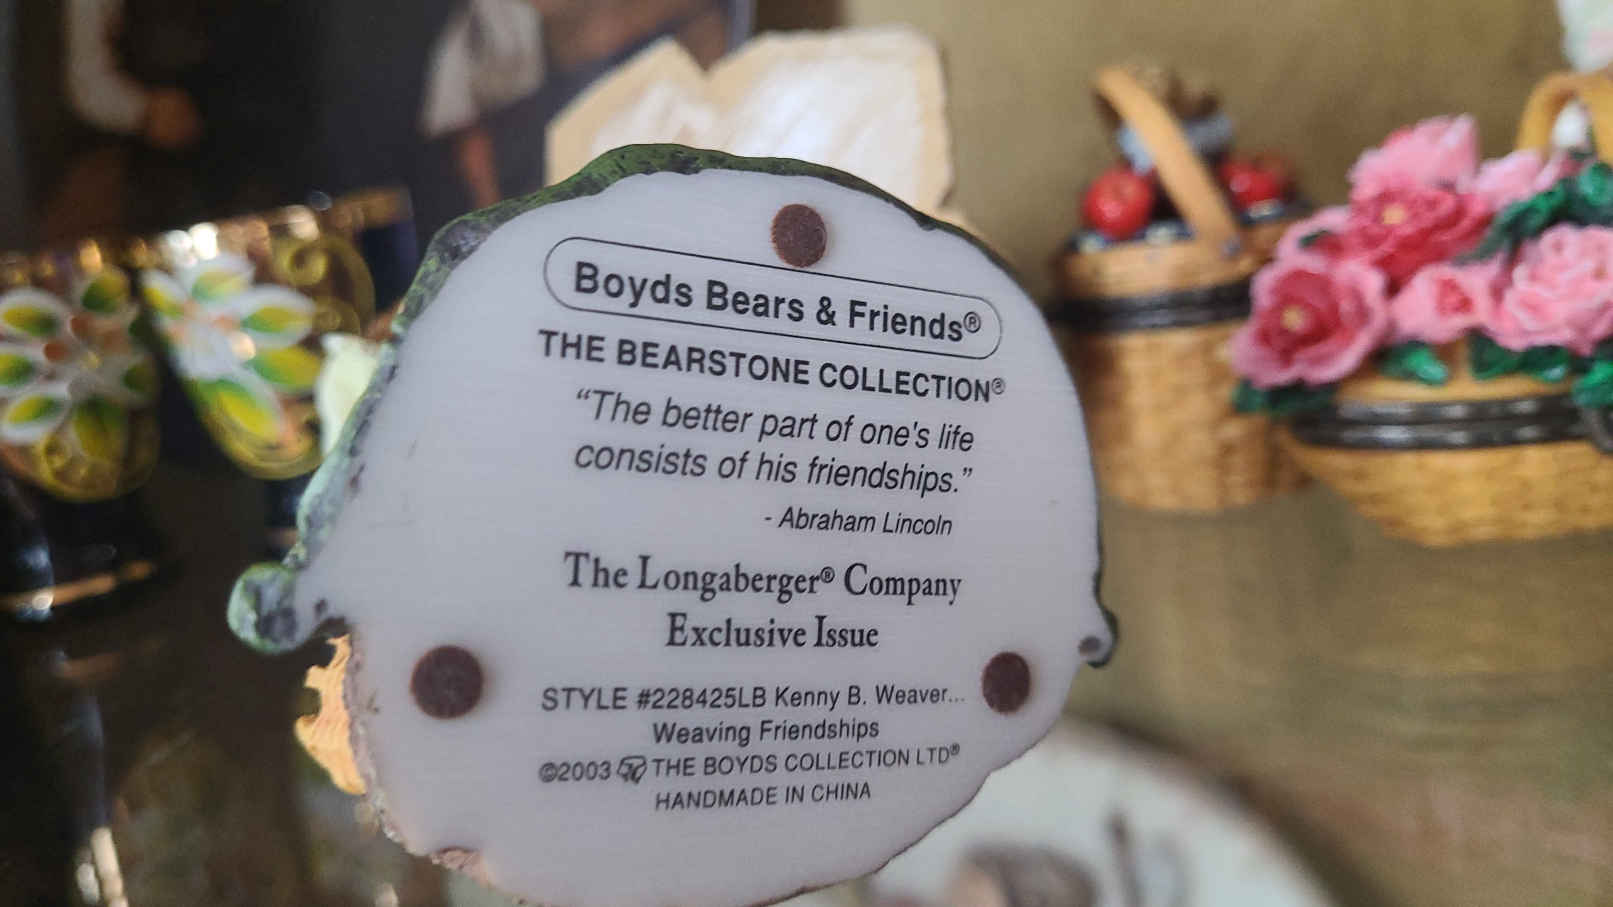 Boyds Bears & Friends®
THE BEARSTONE COLLECTION®
“The better part of one's life
consists of his friendships.”
- Abraham Lincoln
The Longaberger® Company
Exclusive Issue
STYLE #228425LB Kenny B. Weaver...
Weaving Friendships
©2003 THE BOYDS COLLECTION LTD®
HANDMADE IN CHINA